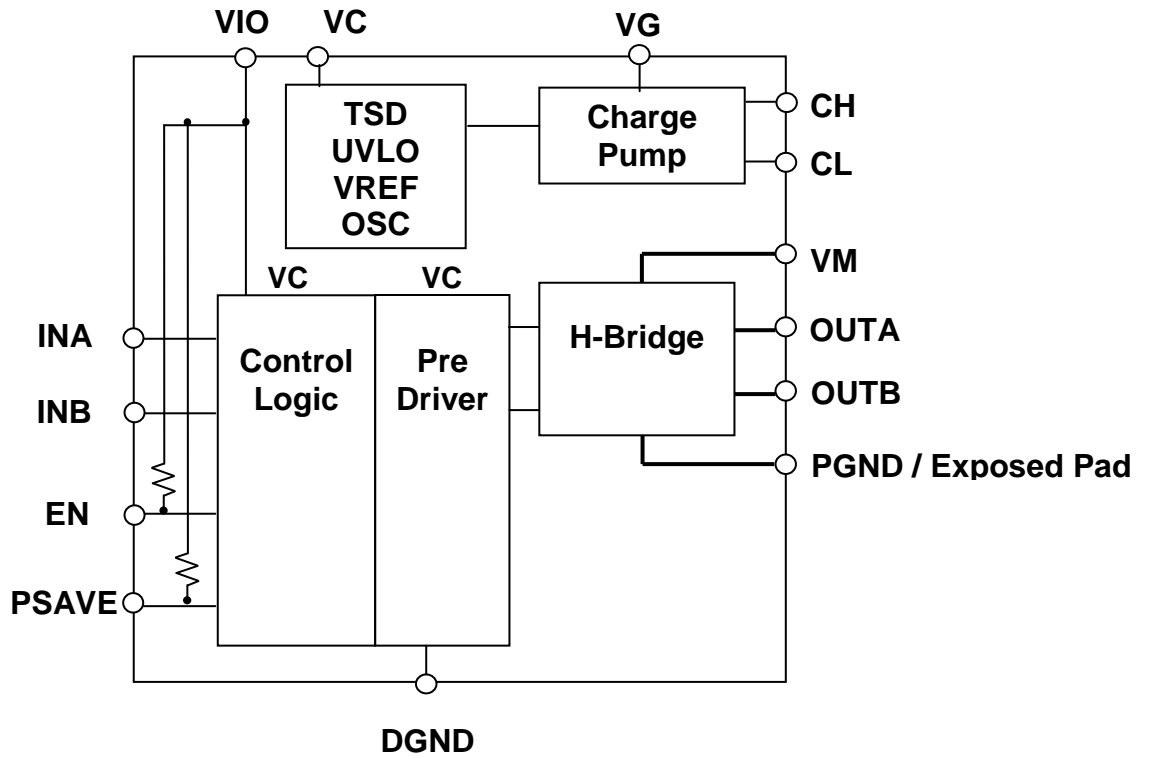 VIO
VC
VG
TSD
UVLO
VREF
OSC
Charge
Pump
CH
CL
VM
VC
VC
INA
INB
EN
PSAVE
Control
Logic
Pre
Driver
H-Bridge
OUTA
OUTB
PGND / Exposed Pad
DGND